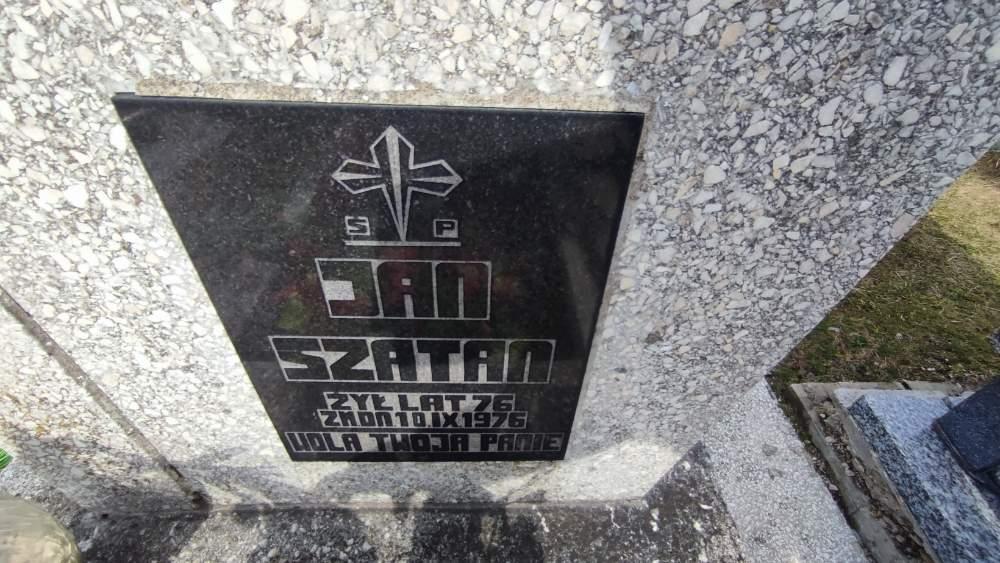 S P
JAN
SZATAN
ŻYŁ LAT 76
ZM DN 10 IX 1976
WOLA TWOJA PANIE